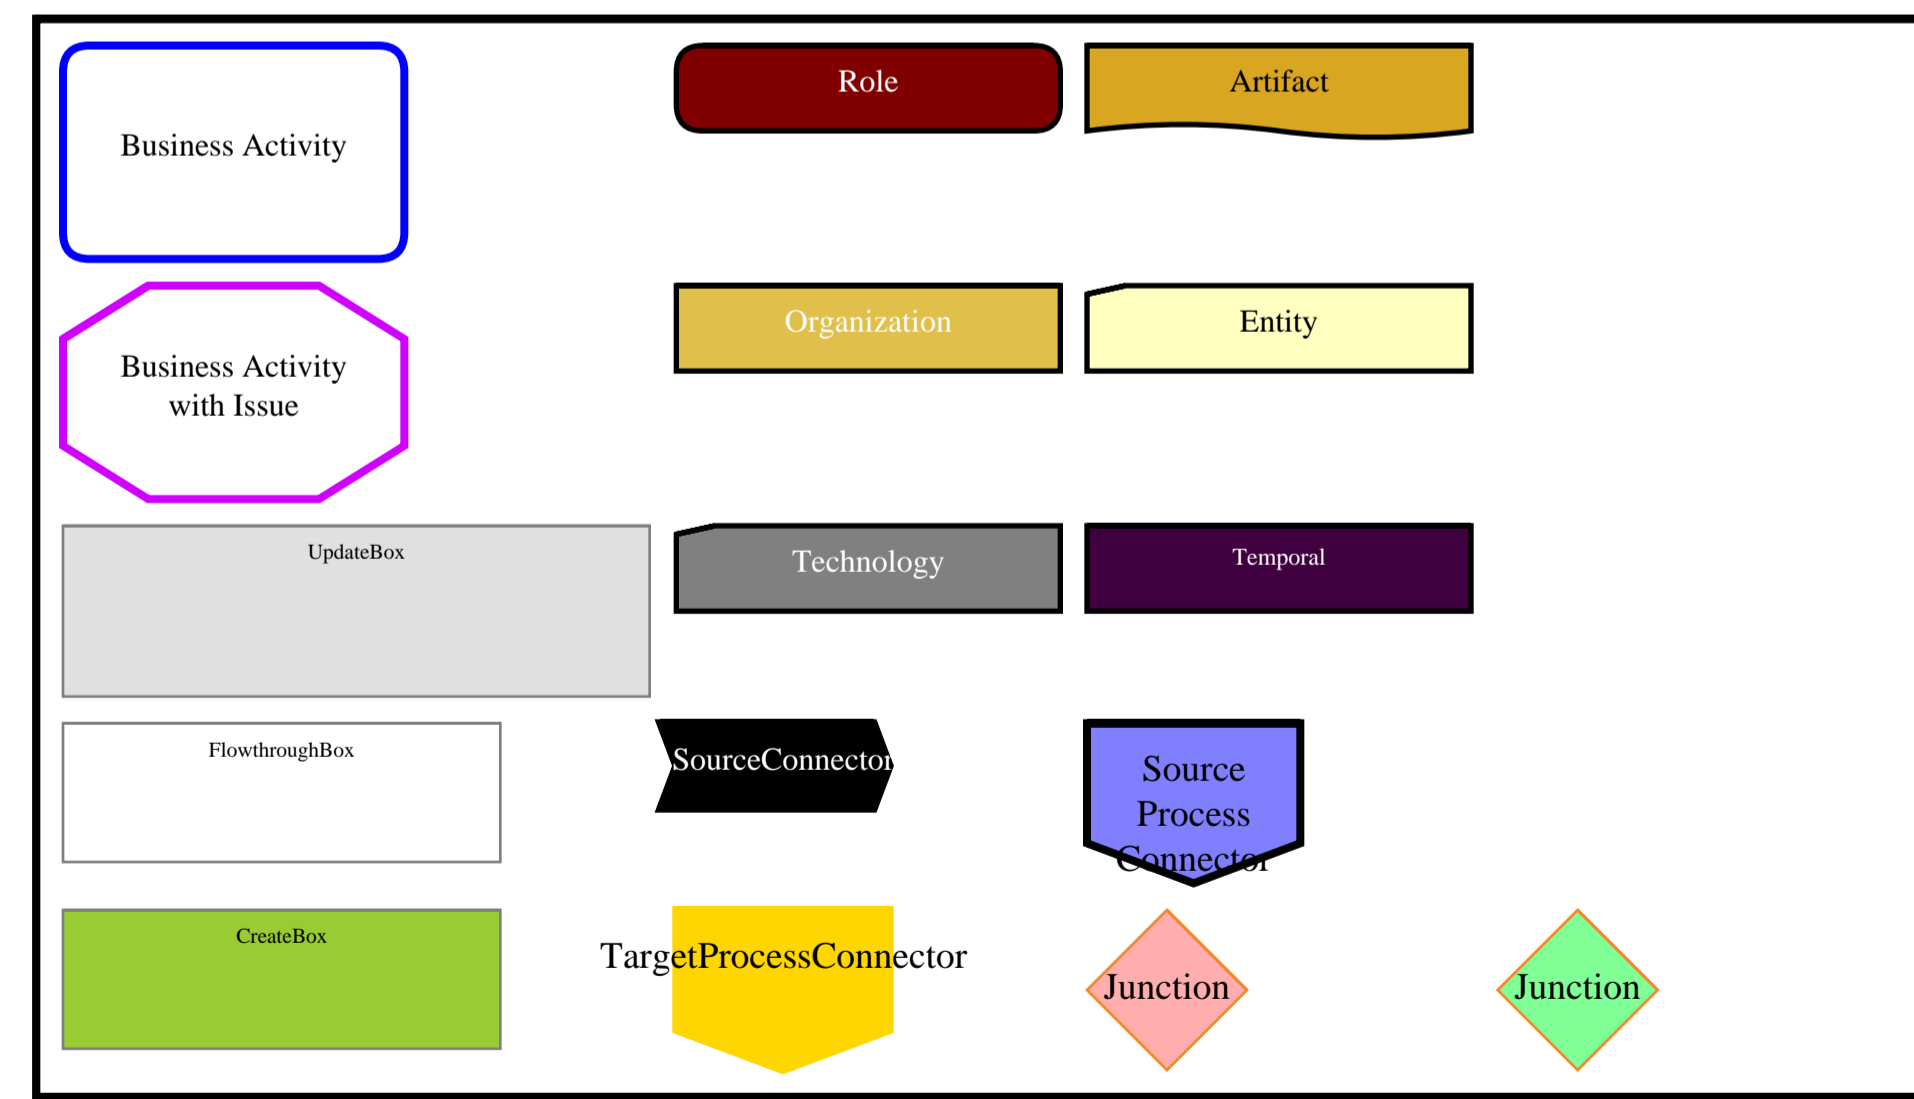 Business Activity
Role
Artifact
Business Activity
with Issue
Organization
Entity
UpdateBox
Technology
Temporal
FlowthroughBox
SourceConnector
Source
Process
Connector
CreateBox
TargetProcessConnector
Junction
Junction